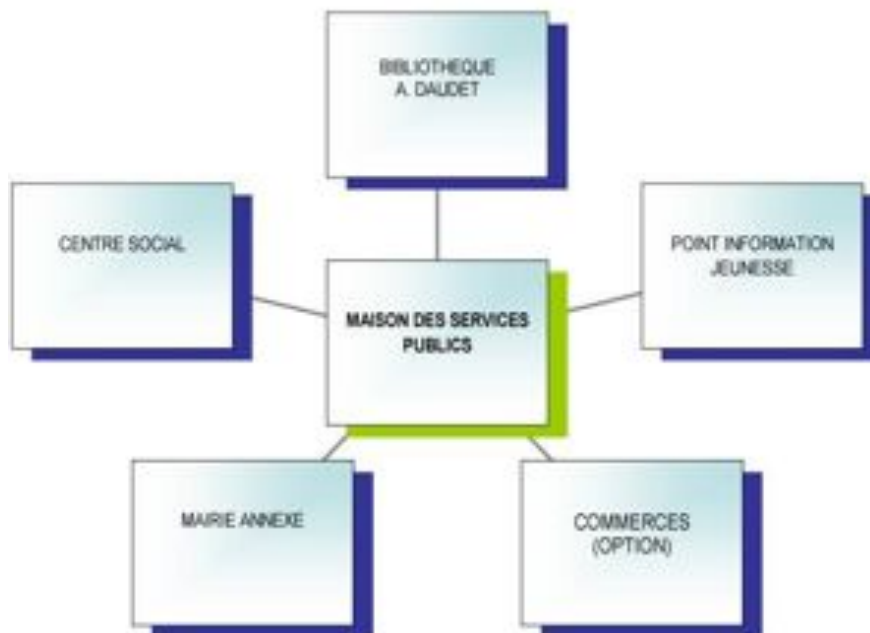 BIBLIOTHEQUE
A. DAUDET
CENTRE SOCIAL
POINT INFORMATION
JEUNESSE
MAISON DES SERVICES
PUBLICS
MAIRIE ANNEXE
COMMERCES
(OPTION)